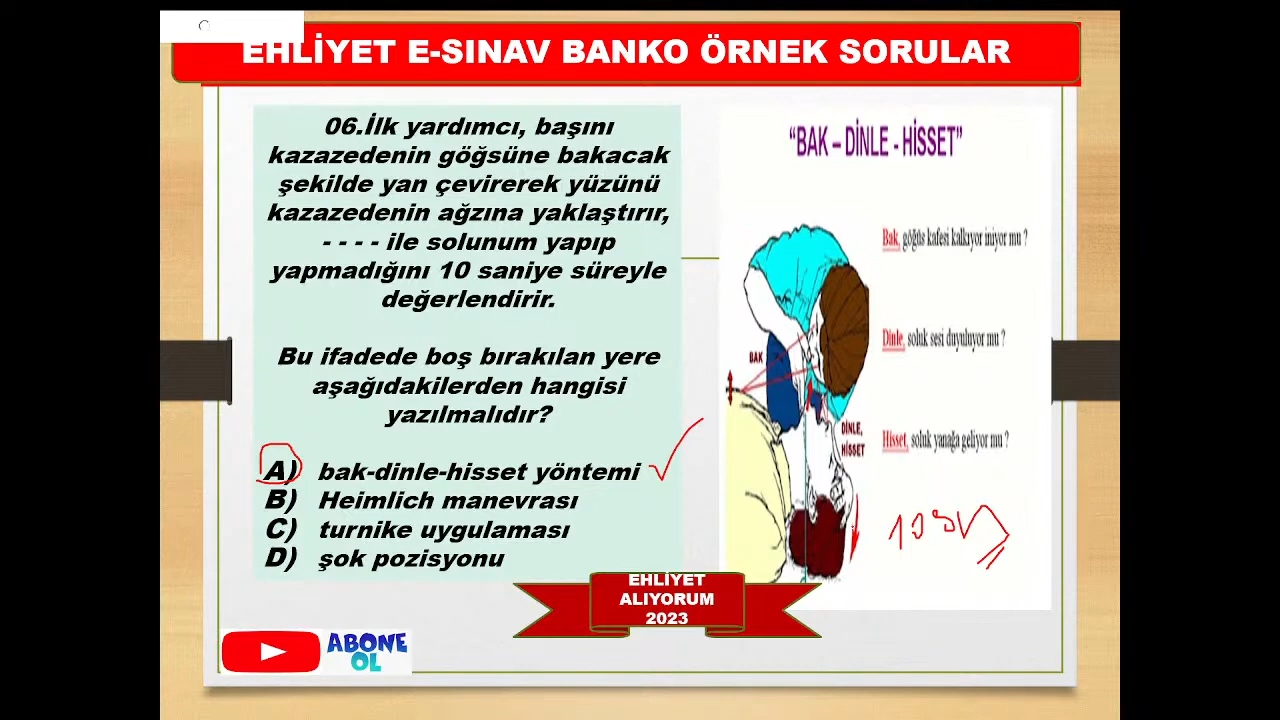 EHLİYET E-SINAV BANKO ÖRNEK SORULAR
06.İlk yardımcı, başını
kazazedenin göğsüne bakacak
şekilde yan çevirerek yüzünü
kazazedenin ağzına yaklaştırır,
- - - - ile solunum yapıp
yapmadığını 10 saniye süreyle
değerlendirir.
Bu ifadede boş bırakılan yere
aşağıdakilerden hangisi
yazılmalıdır?
A) bak-dinle-hisset yöntemi
B) Heimlich manevrası
C) turnike uygulaması
D) şok pozisyonu
“BAK – DİNLE - HİSSET”
Bak, göğüs kafesi kalkıyor iniyor mu ?
Dinle, soluk sesi duyuluyor mu ?
Hisset, soluk yanağa geliyor mu ?
BAK
DİNLE,
HİSSET
10 sn
EHLİYET
ALIYORUM
2023
ABONE
OL